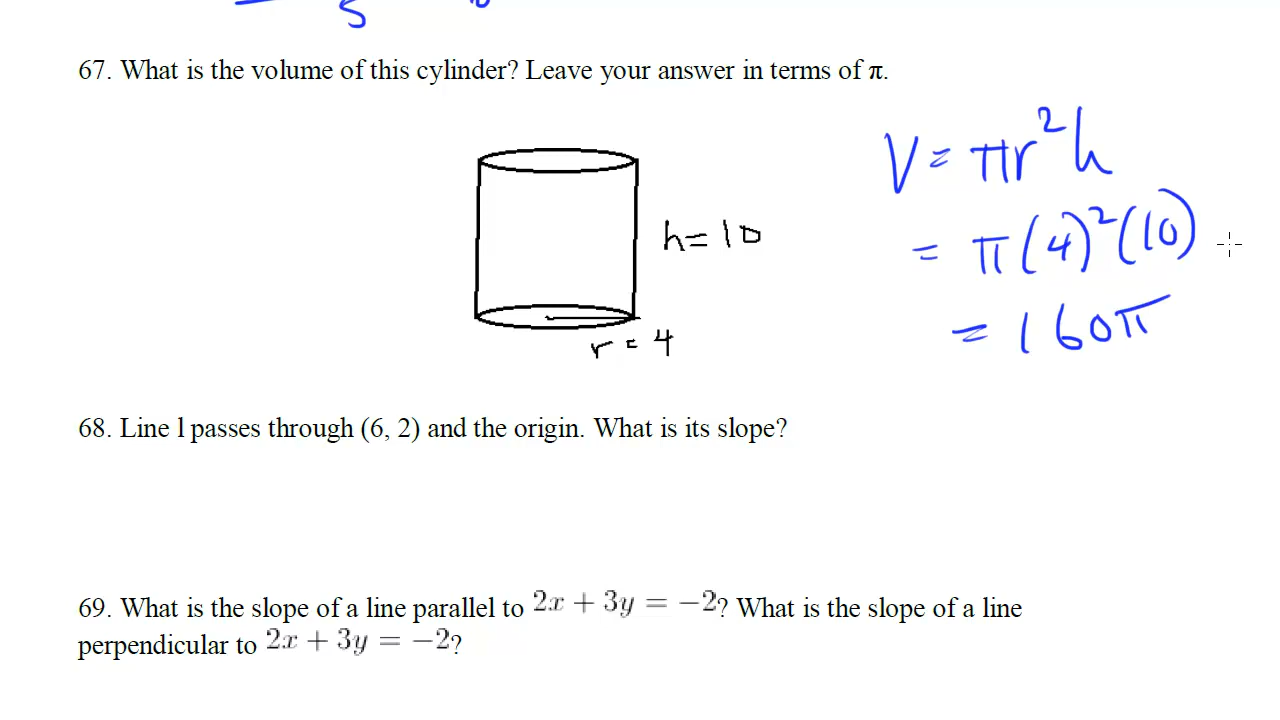 5
67. What is the volume of this cylinder? Leave your answer in terms of π.
V = πr²h
= π(4)²(10)
= 160π
h=10
r = 4
68. Line l passes through (6, 2) and the origin. What is its slope?
69. What is the slope of a line parallel to 2x + 3y = −2? What is the slope of a line
perpendicular to 2x + 3y = −2?